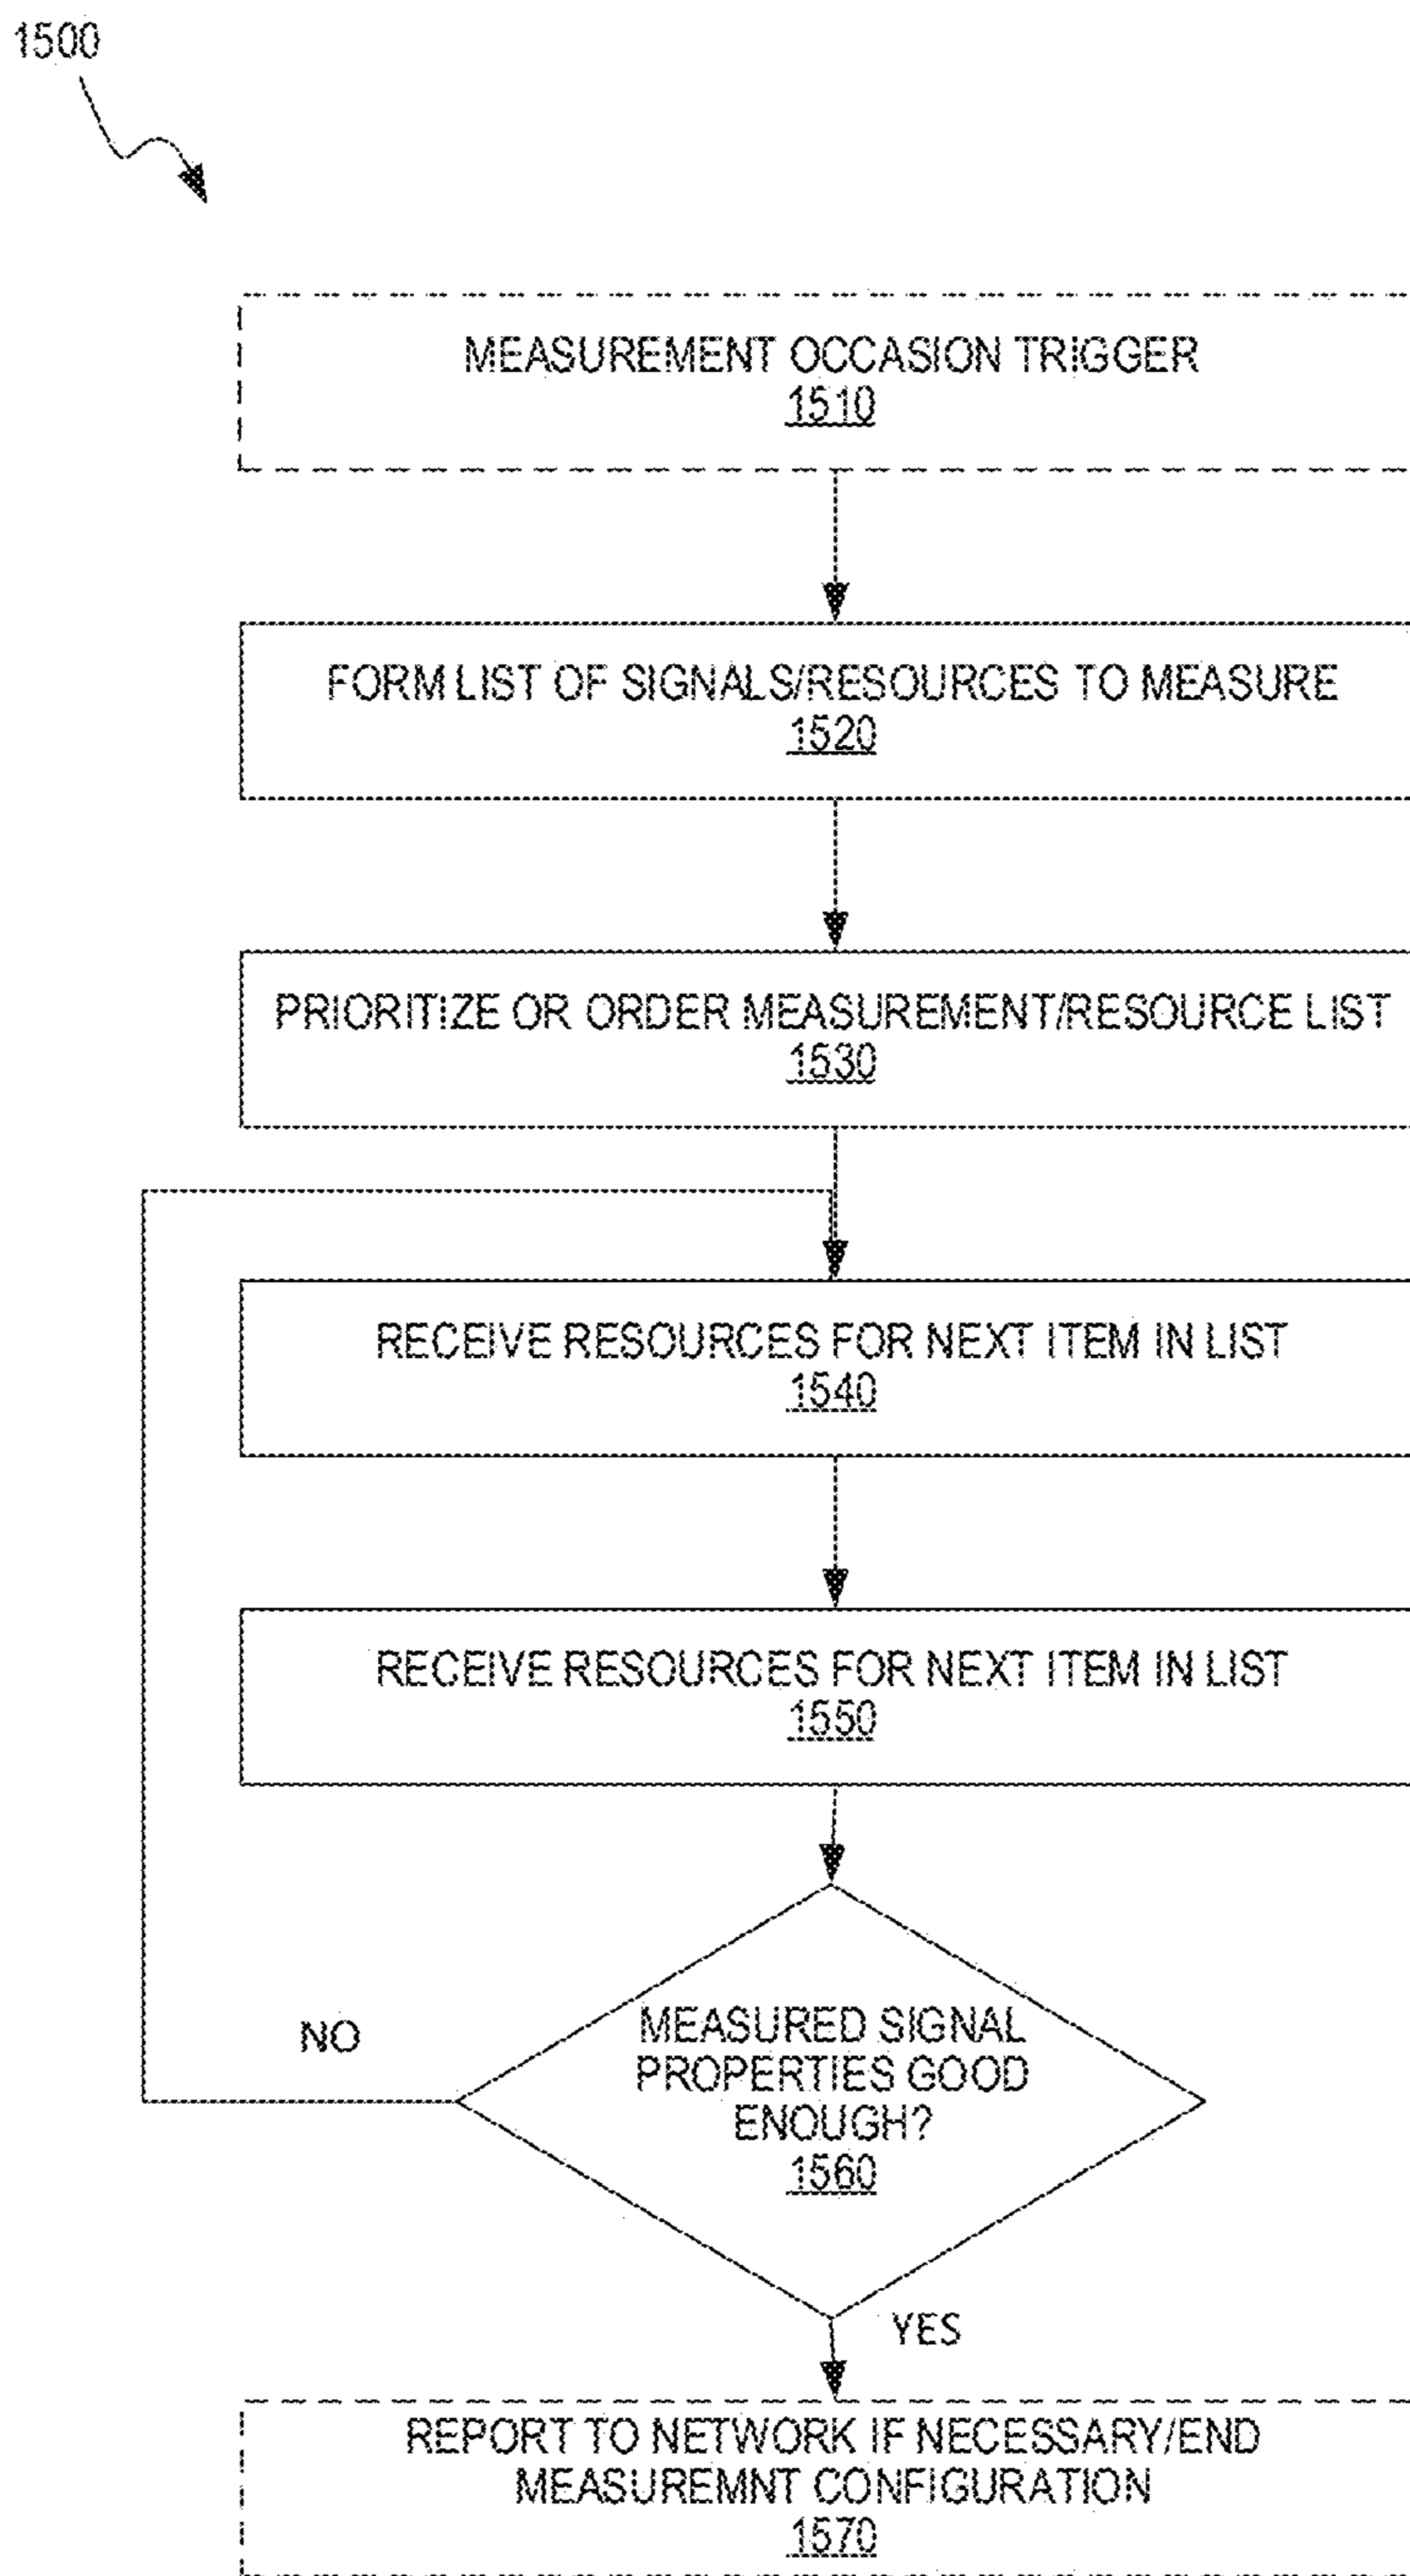 1500
MEASUREMENT OCCASION TRIGGER
1510
FORM LIST OF SIGNALS/RESOURCES TO MEASURE
1520
PRIORITIZE OR ORDER MEASUREMENT/RESOURCE LIST
1530
RECEIVE RESOURCES FOR NEXT ITEM IN LIST
1540
RECEIVE RESOURCES FOR NEXT ITEM IN LIST
1550
MEASURED SIGNAL
PROPERTIES GOOD
ENOUGH?
1560
NO
YES
REPORT TO NETWORK IF NECESSARY/END
MEASUREMNT CONFIGURATION
1570